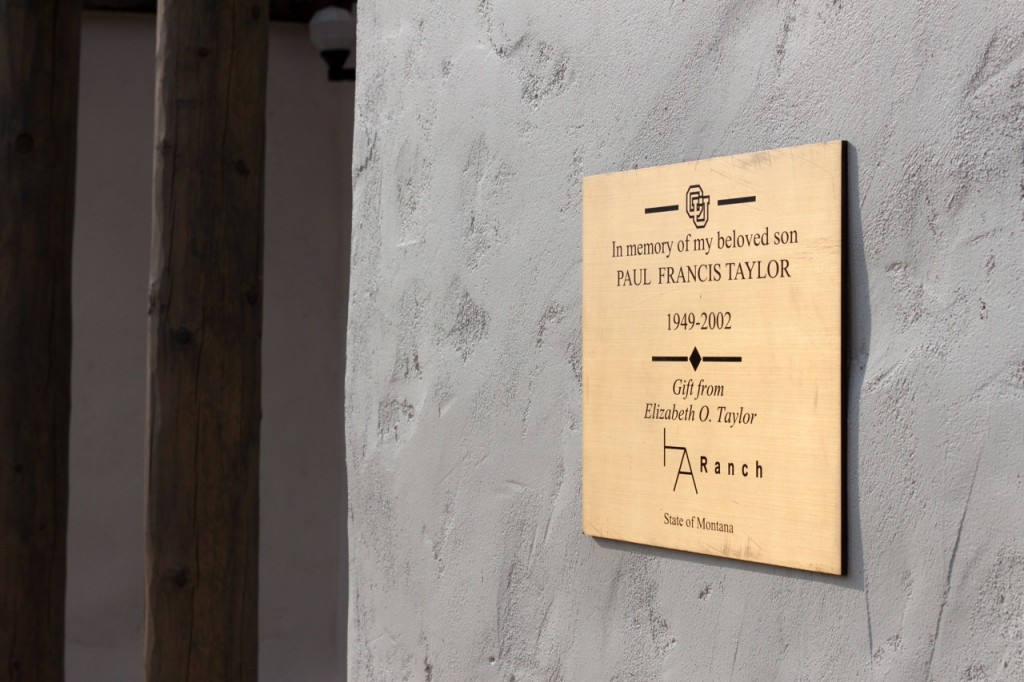 In memory of my beloved son
PAUL FRANCIS TAYLOR
1949-2002
Gift from
Elizabeth O. Taylor
Ranch
State of Montana